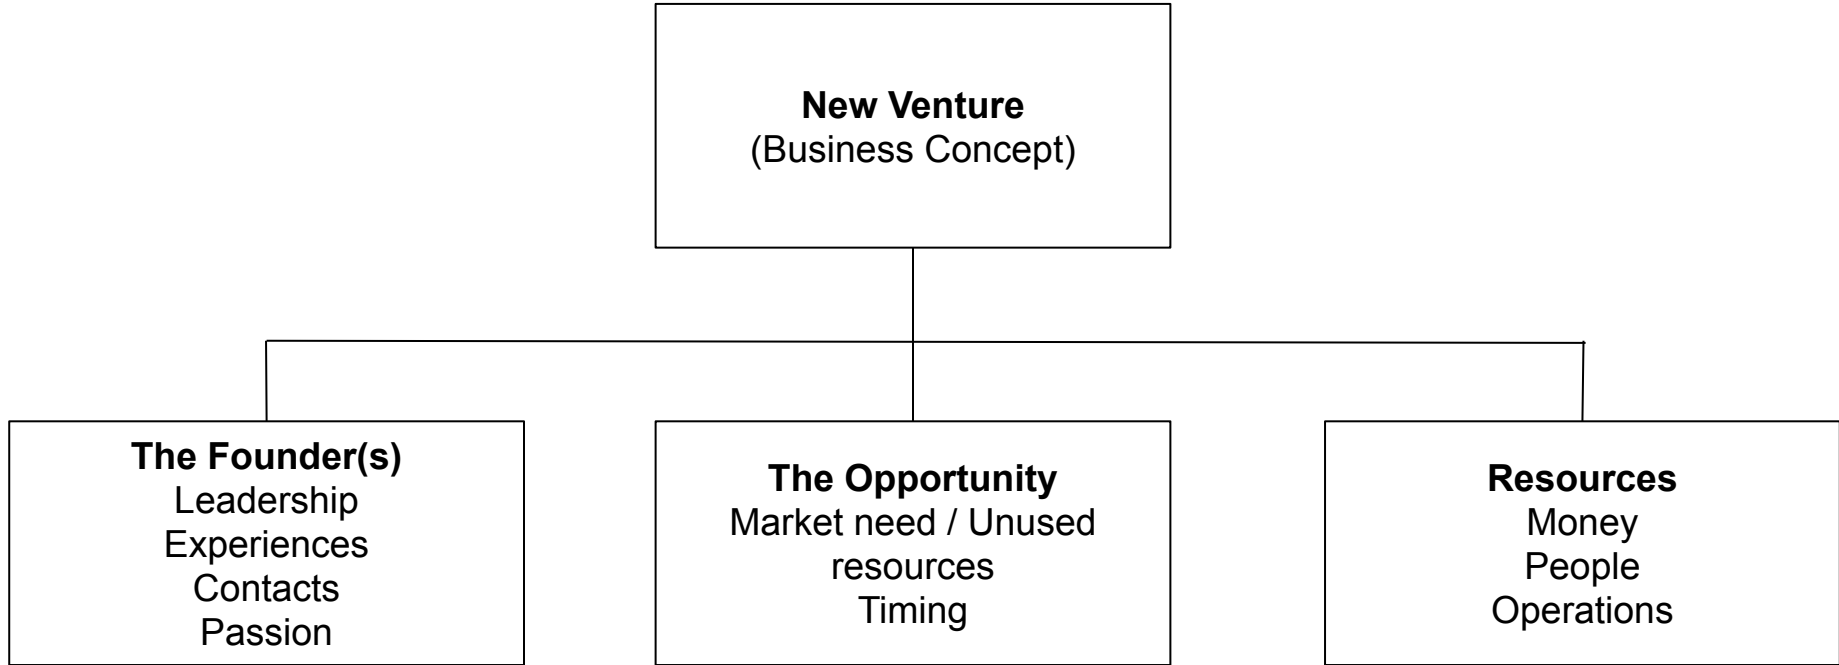 New Venture
(Business Concept)
The Founder(s)
Leadership
Experiences
Contacts
Passion
The Opportunity
Market need / Unused
resources
Timing
Resources
Money
People
Operations